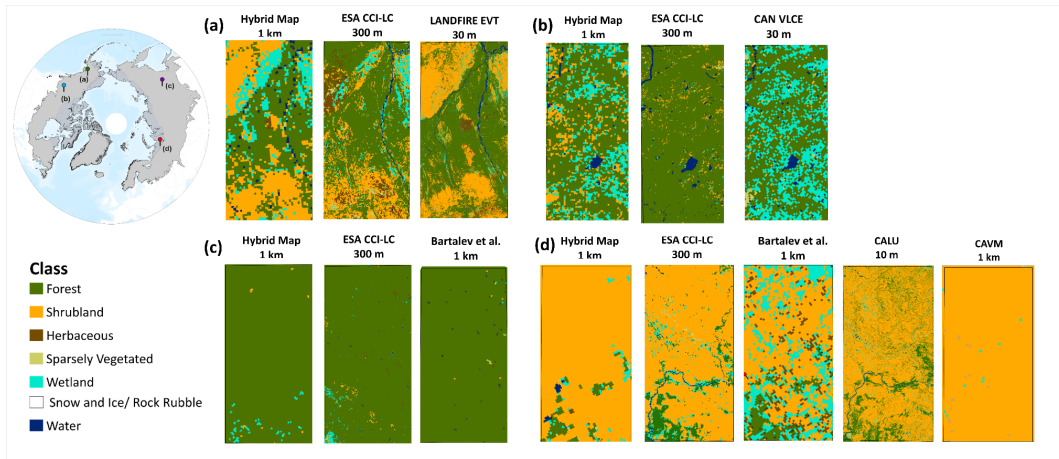 (a)
Hybrid Map
1 km
ESA CCI-LC
300 m
LANDFIRE EVT
30 m
(b)
Hybrid Map
1 km
ESA CCI-LC
300 m
CAN VLCE
30 m
(a)
(b)
(c)
(d)
(c)
Hybrid Map
1 km
ESA CCI-LC
300 m
Bartalev et al.
1 km
(d)
Hybrid Map
1 km
ESA CCI-LC
300 m
Bartalev et al.
1 km
CALU
10 m
CAVM
1 km
Class
Forest
Shrubland
Herbaceous
Sparsely Vegetated
Wetland
Snow and Ice/ Rock Rubble
Water